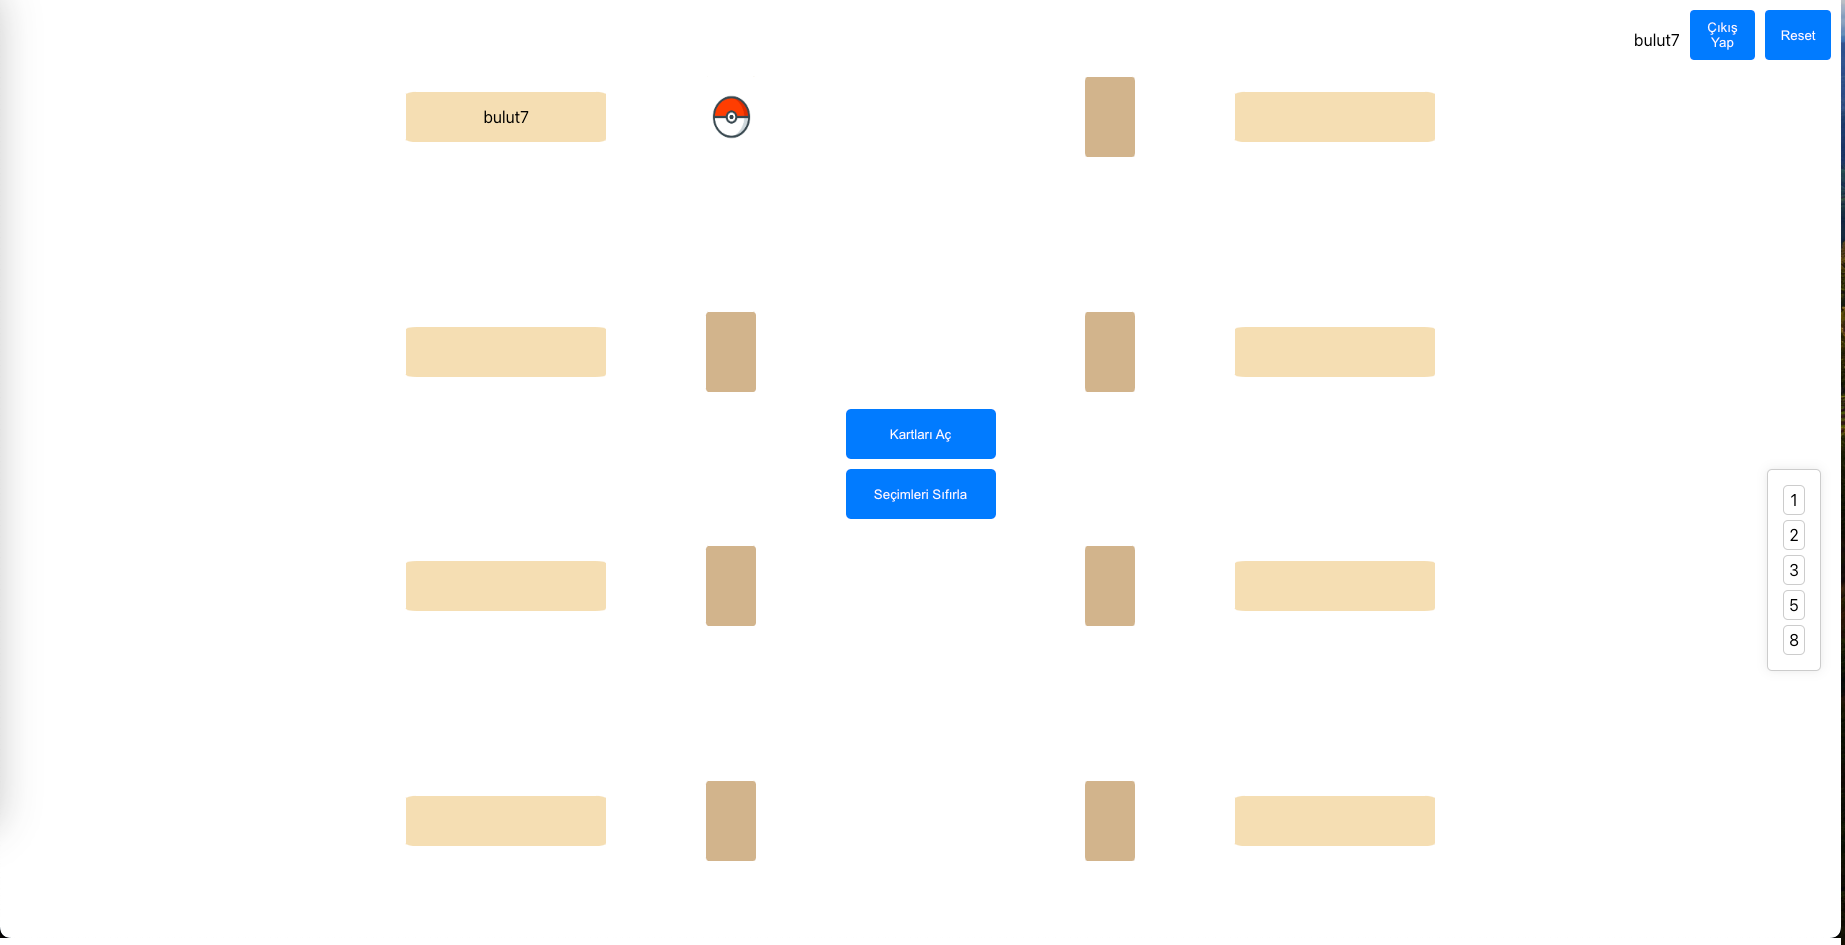 bulut7
Çıkış
Yap
Reset
bulut7
Kartları Aç
Seçimleri Sıfırla
1
2
3
5
8